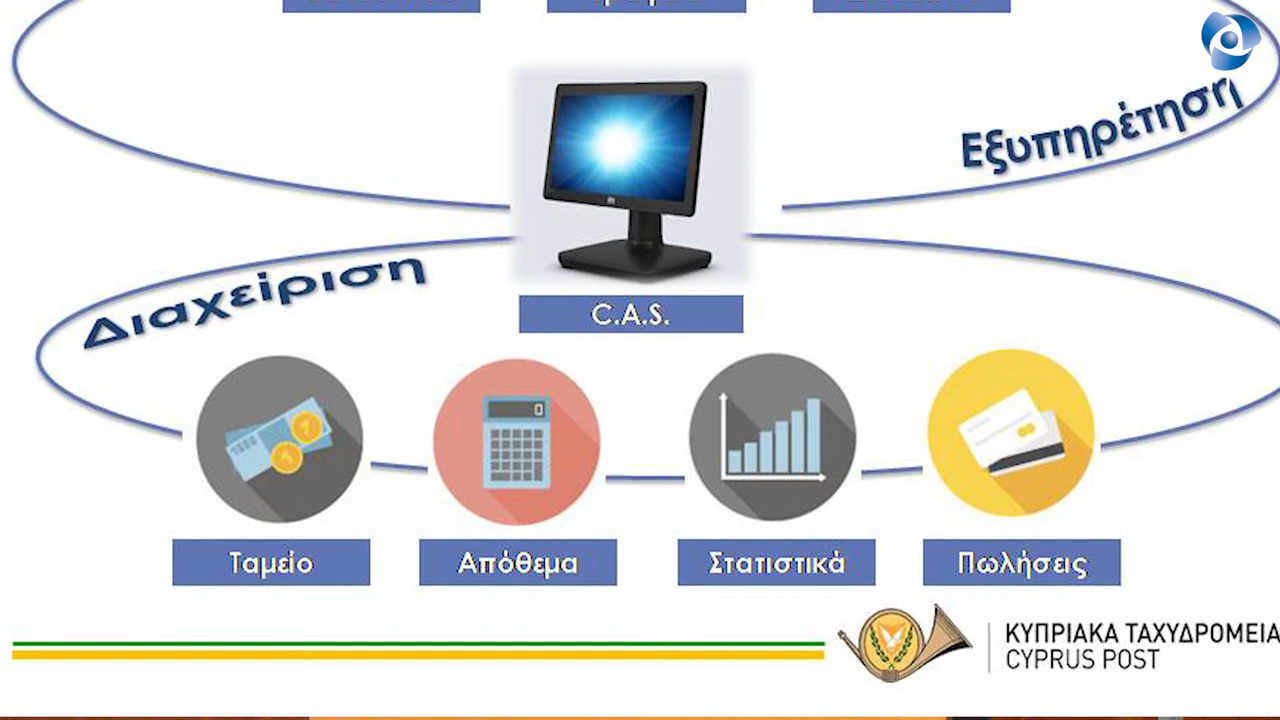 Εξυπηρέτηση
Διαχείριση
C.A.S.
Ταμείο
Απόθεμα
Στατιστικά
Πωλήσεις
ΚΥΠΡΙΑΚΑ ΤΑΧΥΔΡΟΜΕΙΑ
CYPRUS POST